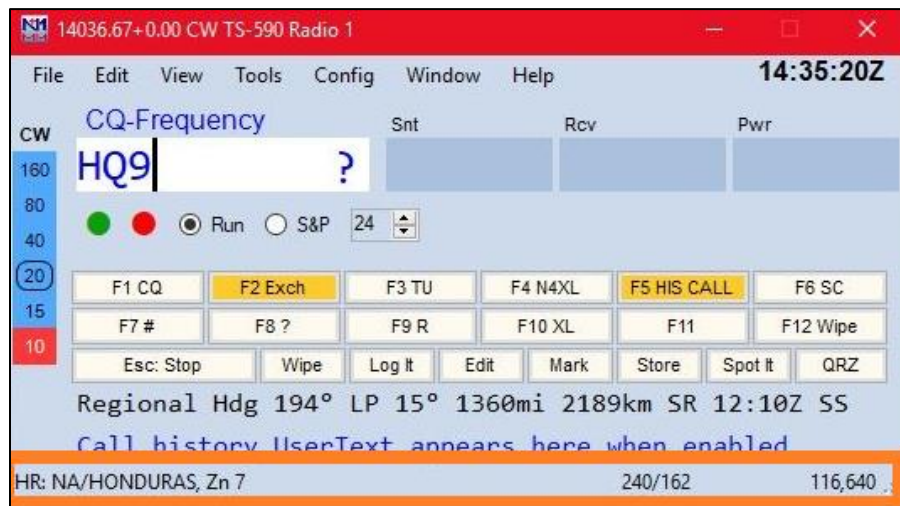 N1MM 14036.67+0.00 CW TS-590 Radio 1
File Edit View Tools Config Window Help 14:35:20Z
CW CQ-Frequency Snt Rcv Pwr
160 HQ9 ?
80
Run S&P 24
40
20 F1 CQ F2 Exch F3 TU F4 N4XL F5 HIS CALL F6 SC
15 F7 # F8 ? F9 R F10 XL F11 F12 Wipe
10 Esc: Stop Wipe Log It Edit Mark Store Spot It QRZ
Regional Hdg 194° LP 15° 1360mi 2189km SR 12:10Z SS
Call history UserText appears here when enabled
HR: NA/HONDURAS, Zn 7 240/162 116,640